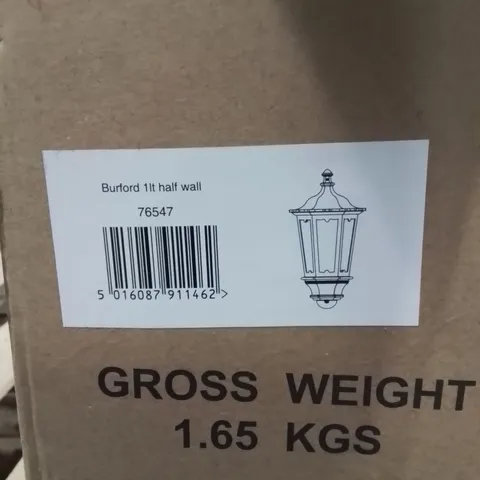 Burford 1lt half wall
76547
5 016087 911462 >
GROSS WEIGHT
1.65 KGS